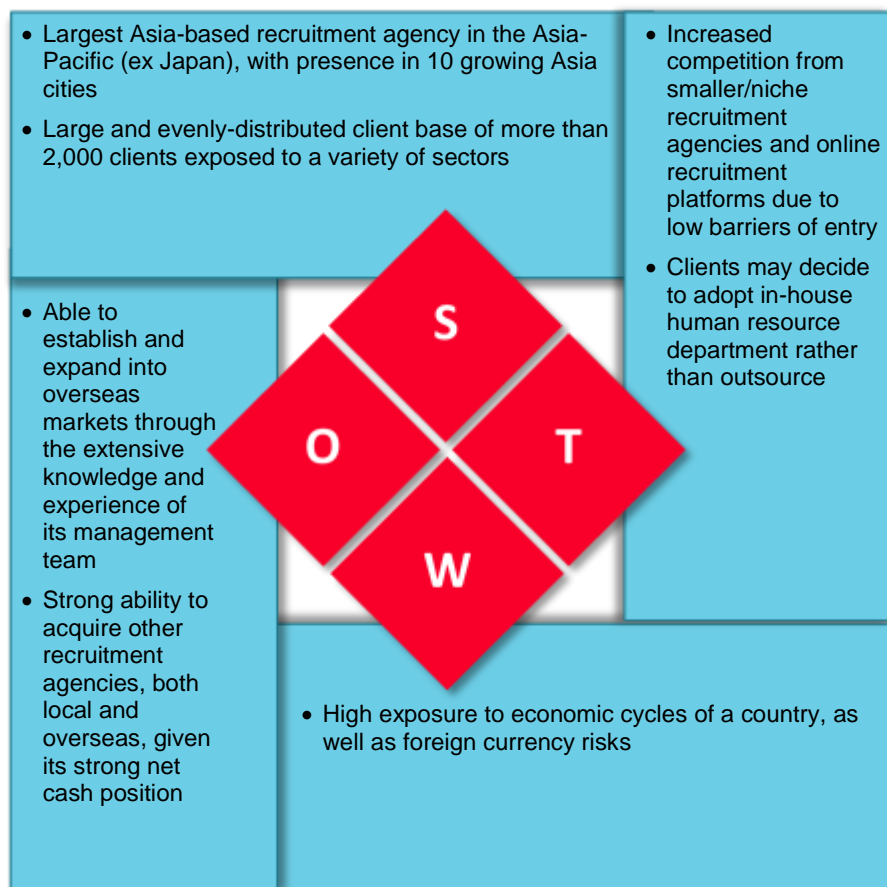 • Largest Asia-based recruitment agency in the Asia-
Pacific (ex Japan), with presence in 10 growing Asia
cities
• Large and evenly-distributed client base of more than
2,000 clients exposed to a variety of sectors
• Increased
competition from
smaller/niche
recruitment
agencies and online
recruitment
platforms due to
low barriers of entry
• Clients may decide
to adopt in-house
human resource
department rather
than outsource
• Able to
establish and
expand into
overseas
markets through
the extensive
knowledge and
experience of
its management
team
• Strong ability to
acquire other
recruitment
agencies, both
local and
overseas, given
its strong net
cash position
S
O
T
W
• High exposure to economic cycles of a country, as
well as foreign currency risks